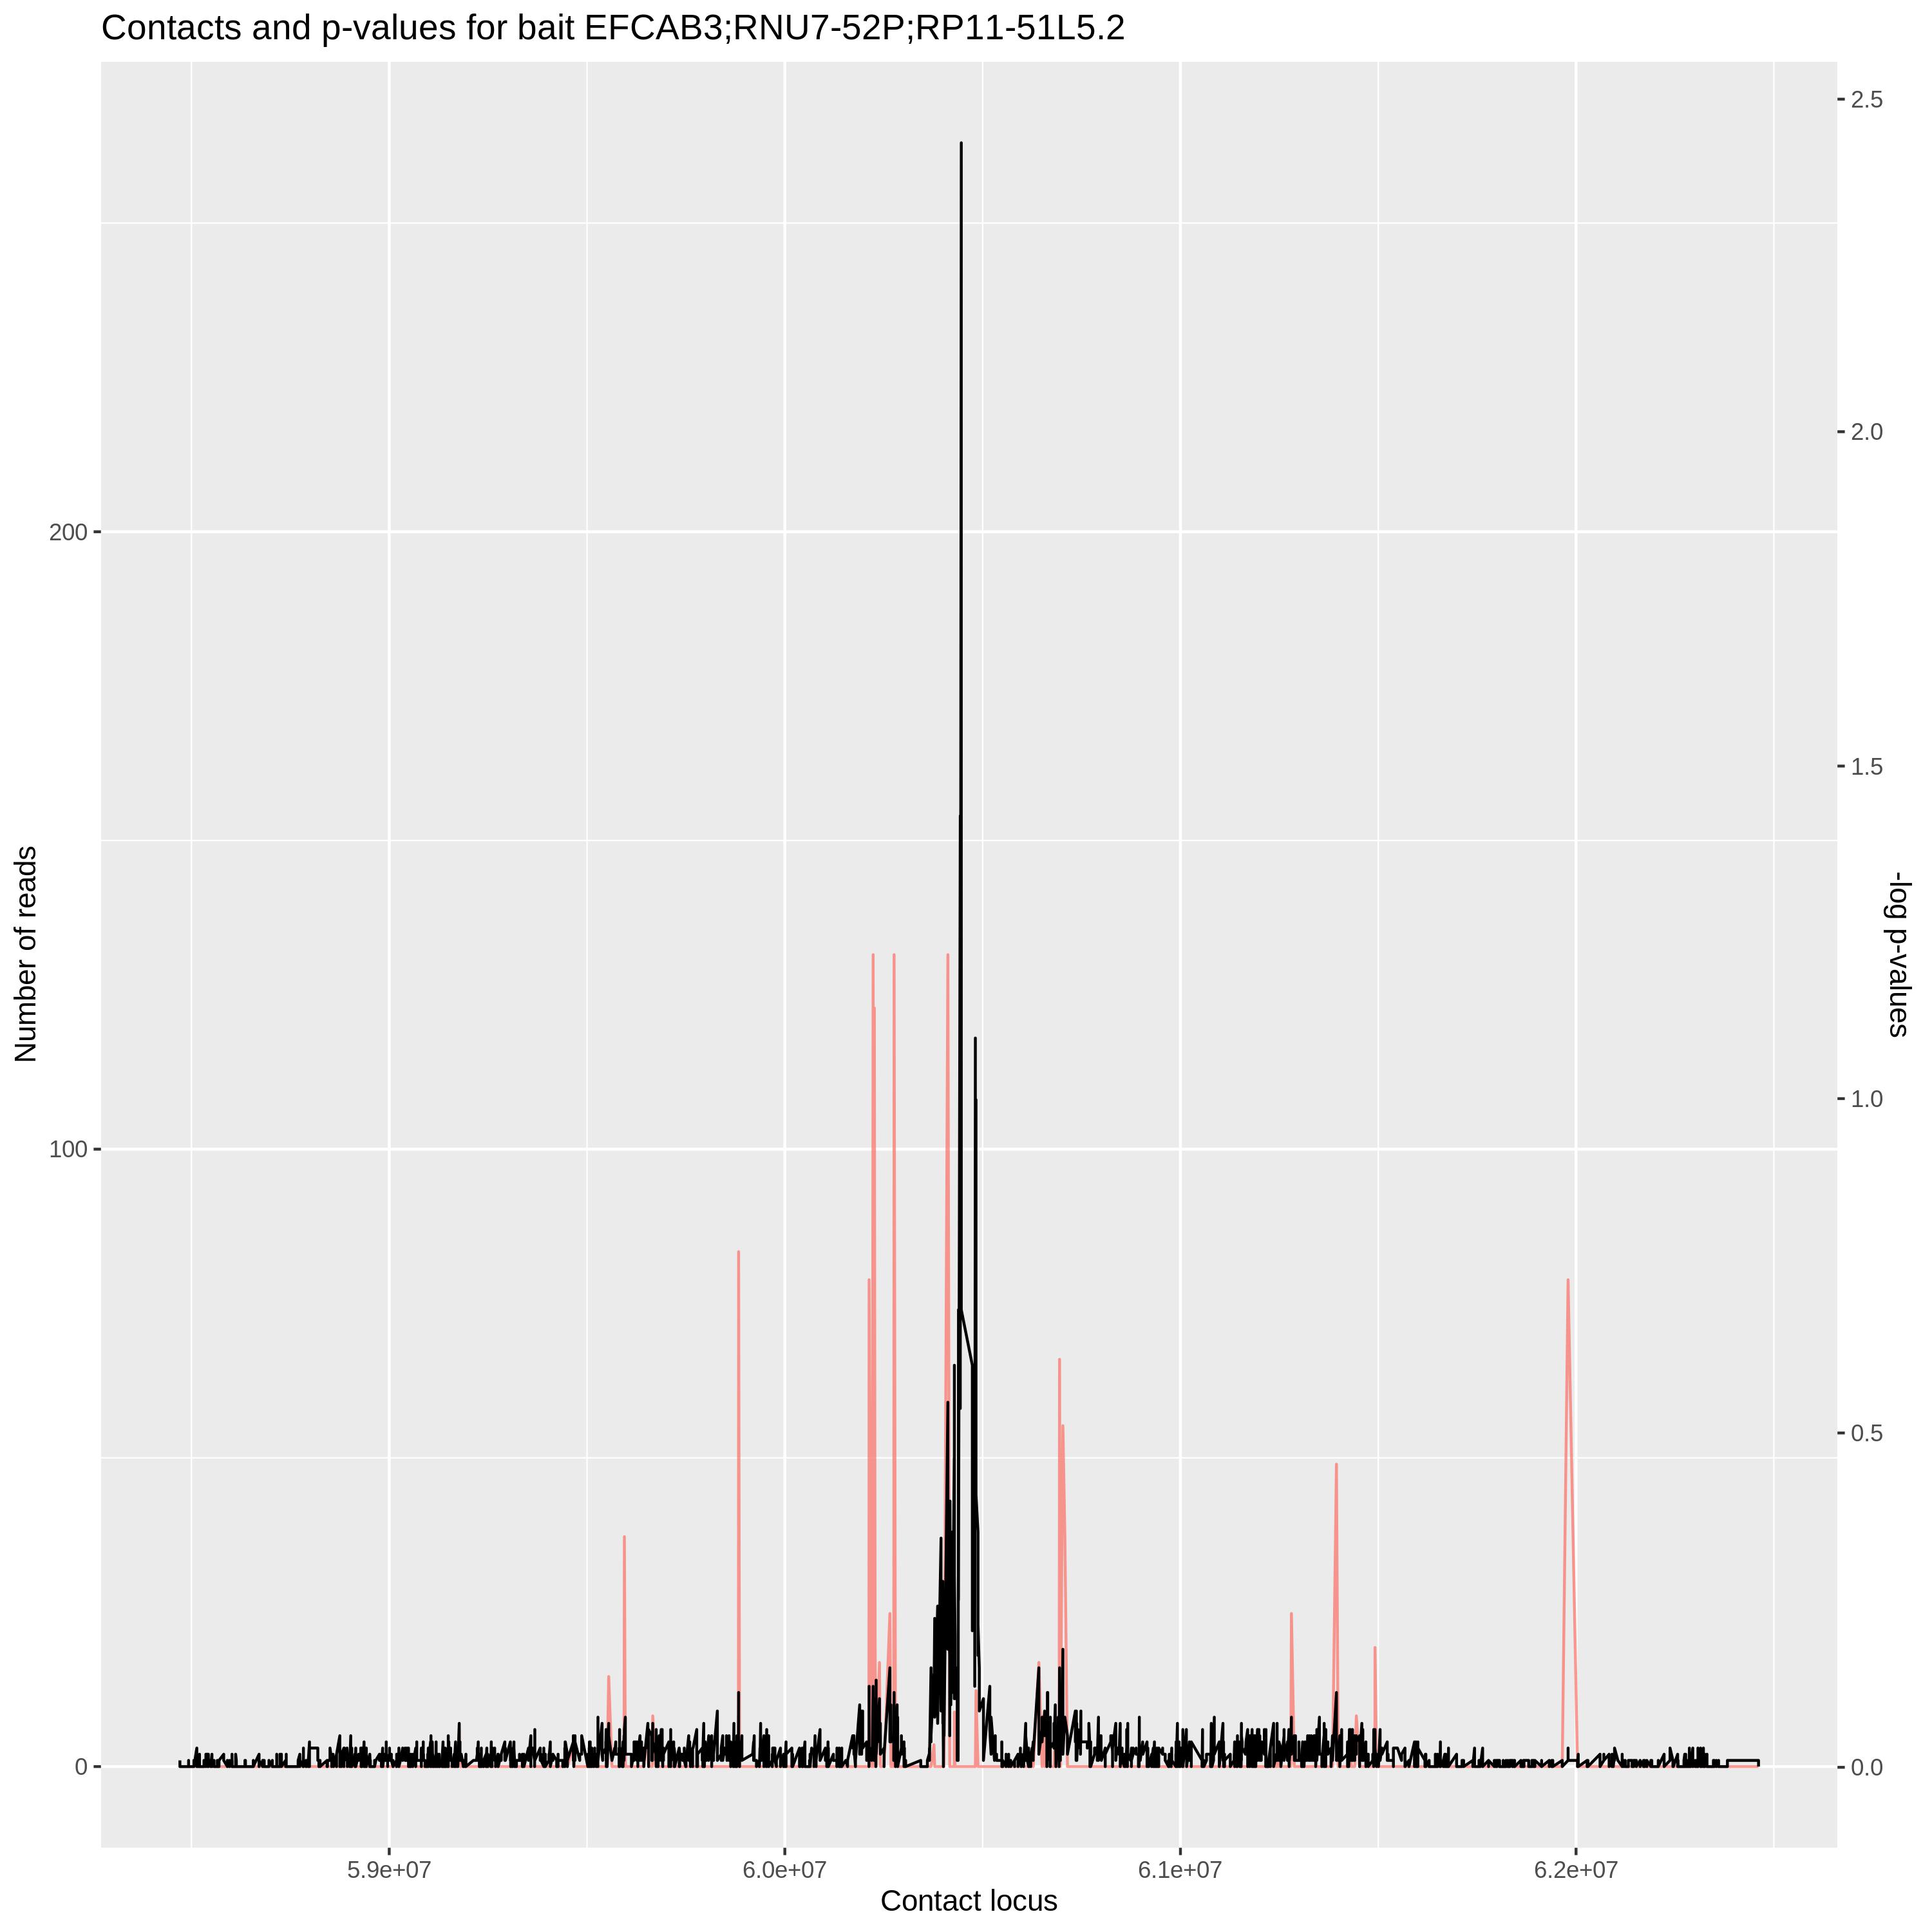 Contacts and p-values for bait EFCAB3;RNU7-52P;RP11-51L5.2
2.5
2.0
200
1.5
Number of reads
-log p-values
1.0
100
0.5
0
0.0
5.9e+07
6.0e+07
6.1e+07
6.2e+07
Contact locus